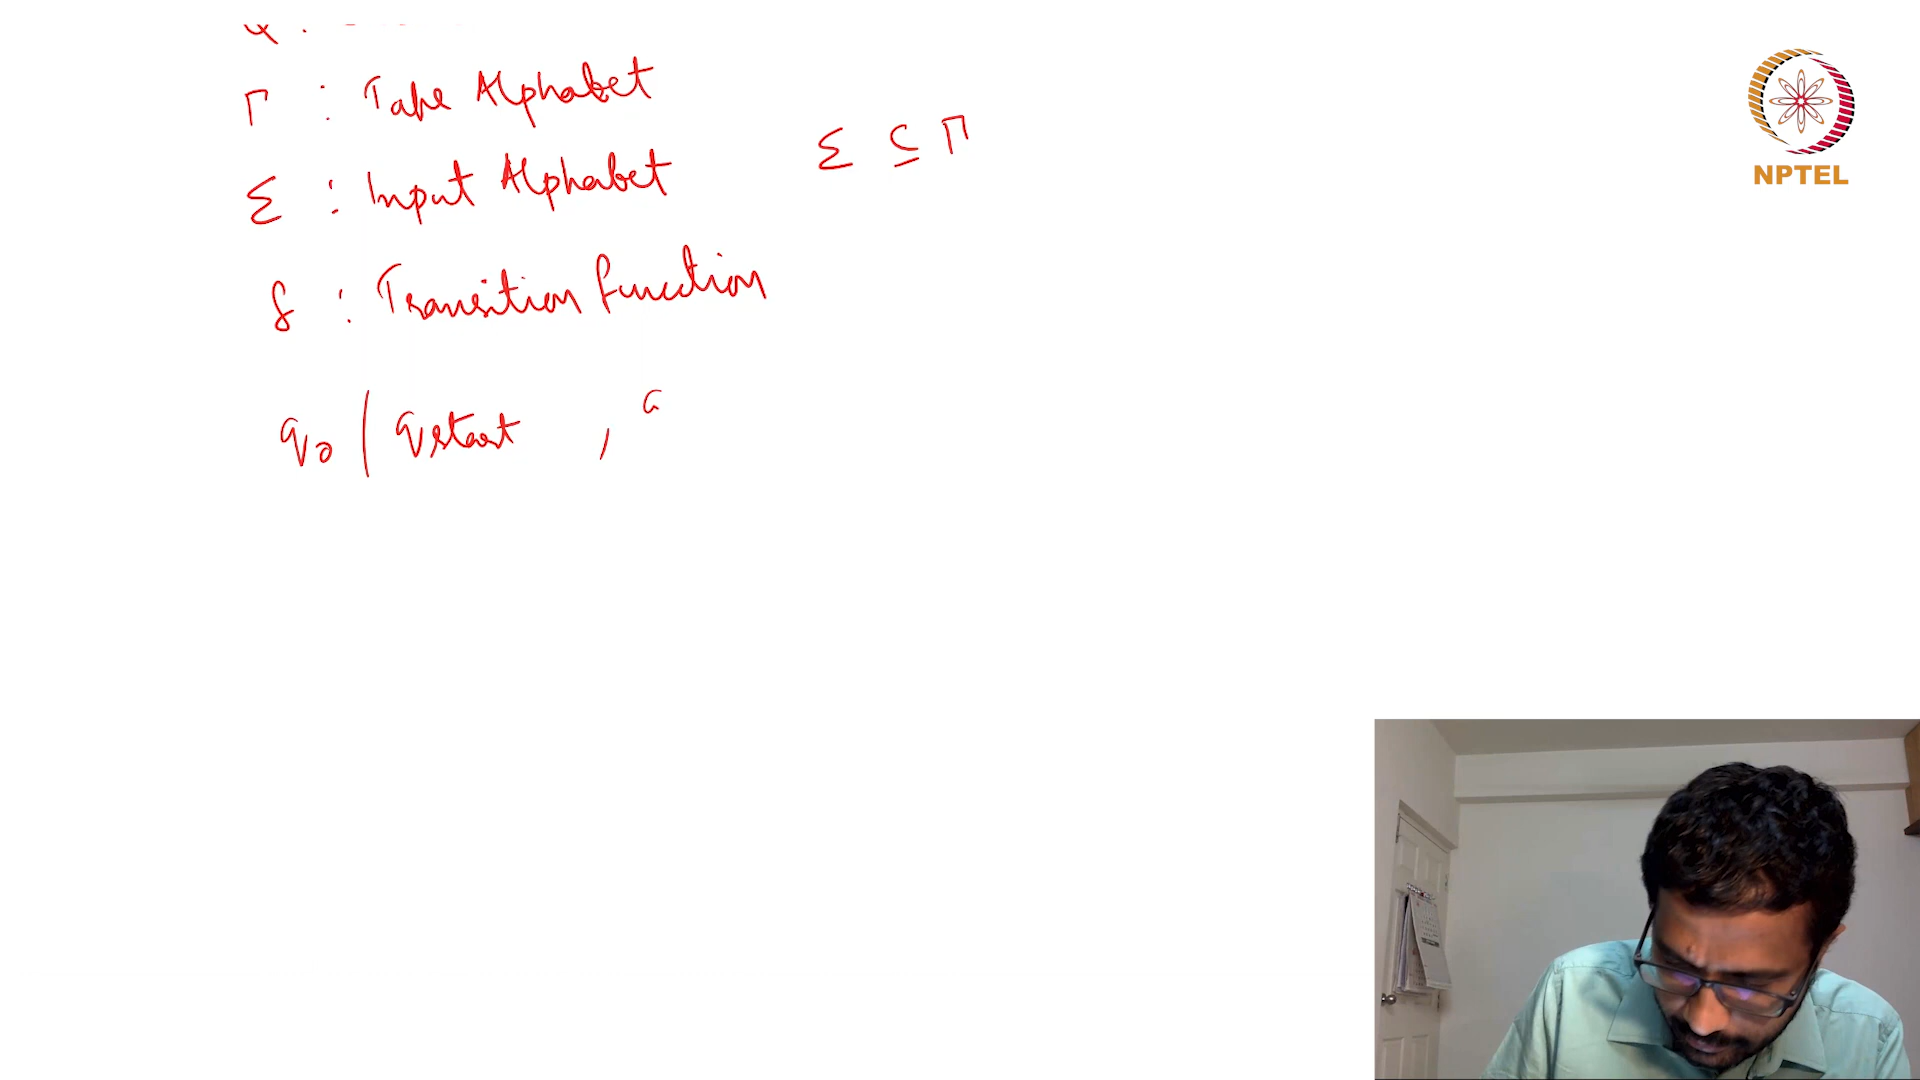 Γ : Tape Alphabet
Σ ⊆ Γ
NPTEL
Σ : Input Alphabet
δ : Transition function
q0 / qstart ,